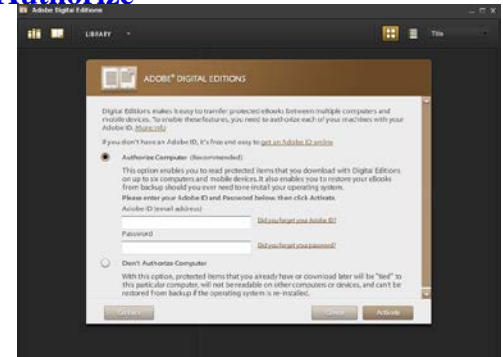 Authorize
Adobe Digital Editions
LIBRARY
Title
ADOBE® DIGITAL EDITIONS
Digital Editions makes it easy to transfer protected eBooks between multiple computers and
mobile devices. To enable these features, you need to authorize each of your machines with your
Adobe ID. More info
If you don't have an Adobe ID, it's free and easy to get an Adobe ID online
Authorize Computer (Recommended)
This option enables you to read protected items that you download with Digital Editions
on up to six computers and mobile devices. It also enables you to restore your eBooks
from backup should you ever need to re install your operating system.
Please enter your Adobe ID and Password below, then click Activate.
Adobe ID (email address)
Did you forget your Adobe ID?
Password
Did you forget your password?
Don't Authorize Computer
With this option, protected items that you already have or download later will be "tied" to
this particular computer, will not be readable on other computers or devices, and can't be
restored from backup if the operating system is re-installed.
Activate